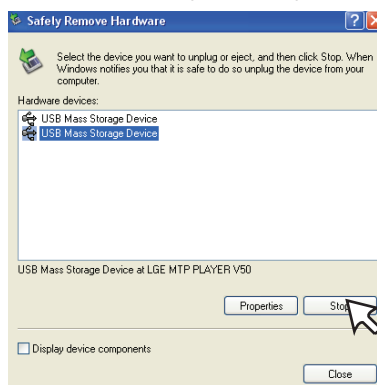 Safely Remove Hardware
Select the device you want to unplug or eject, and then click Stop. When
Windows notifies you that it is safe to do so unplug the device from your
computer.
Hardware devices:
USB Mass Storage Device
USB Mass Storage Device
USB Mass Storage Device at LGE MTP PLAYER V50
Properties Stop
Display device components
Close